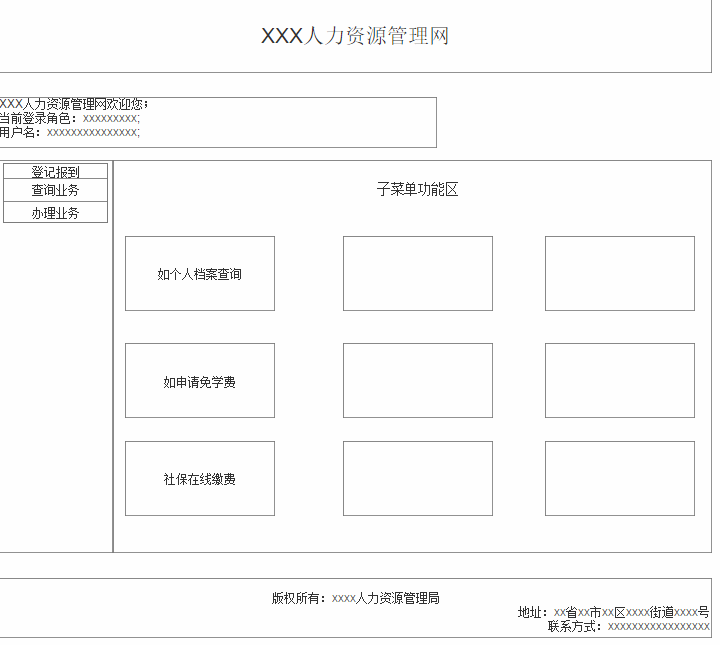 XXX人力资源管理网
XXX人力资源管理网欢迎您；
当前登录角色：xxxxxxxxx;
用户名：xxxxxxxxxxxxxxx;
登记报到
查询业务
办理业务
子菜单功能区
如个人档案查询
如申请免学费
社保在线缴费
版权所有：xxxx人力资源管理局
地址：xx省xx市xx区xxxx街道xxxx号
联系方式：xxxxxxxxxxxxxxxxx